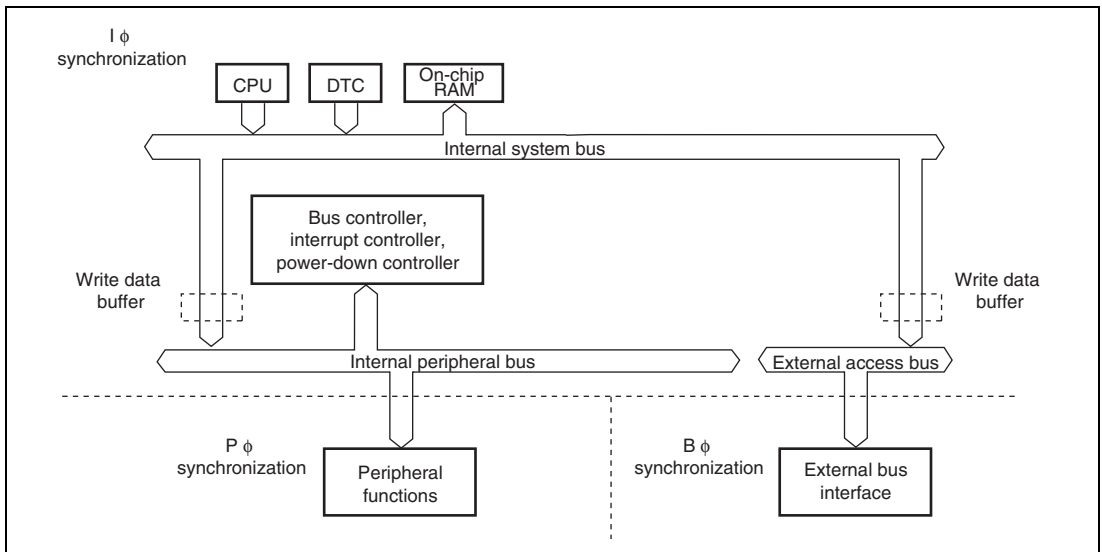 I ϕ
synchronization
CPU
DTC
On-chip
RAM
Internal system bus
Bus controller,
interrupt controller,
power-down controller
Write data
buffer
Write data
buffer
Internal peripheral bus
External access bus
P ϕ
synchronization
Peripheral
functions
B ϕ
synchronization
External bus
interface